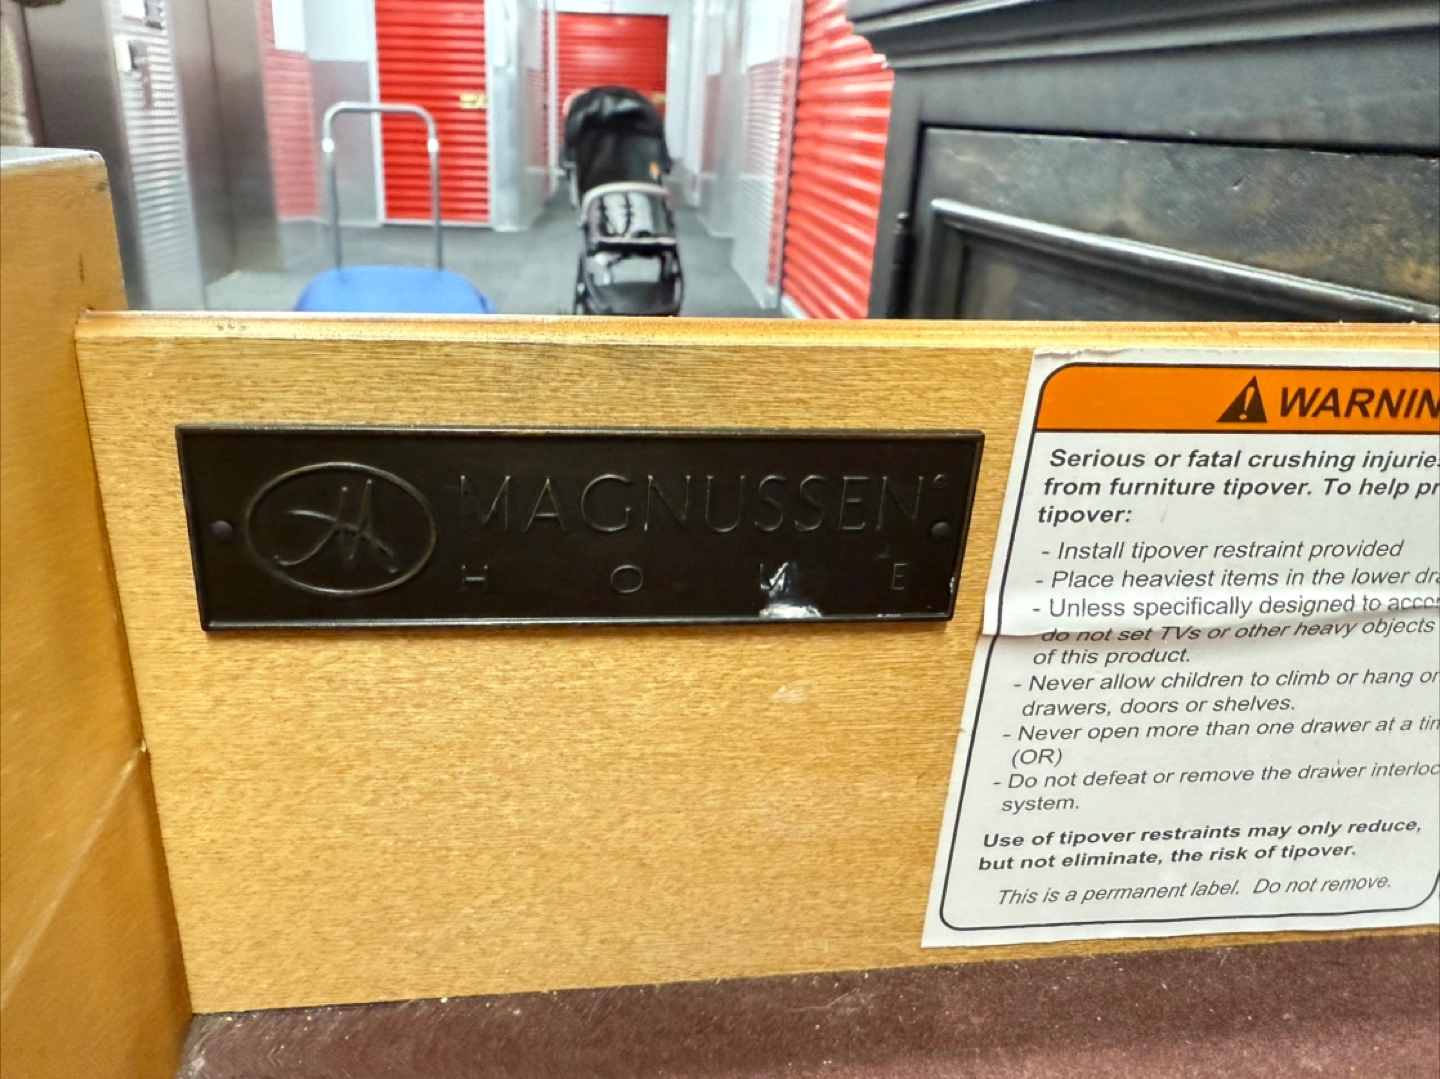 MAGNUSSEN®
HOME
WARNIN
Serious or fatal crushing injurie
from furniture tipover. To help pr
tipover:
- Install tipover restraint provided
- Place heaviest items in the lower dra
- Unless specifically designed to acco
do not set TVs or other heavy objects
of this product.
- Never allow children to climb or hang or
drawers, doors or shelves.
- Never open more than one drawer at a tim
(OR)
- Do not defeat or remove the drawer interloc
system.
Use of tipover restraints may only reduce,
but not eliminate, the risk of tipover.
This is a permanent label. Do not remove.